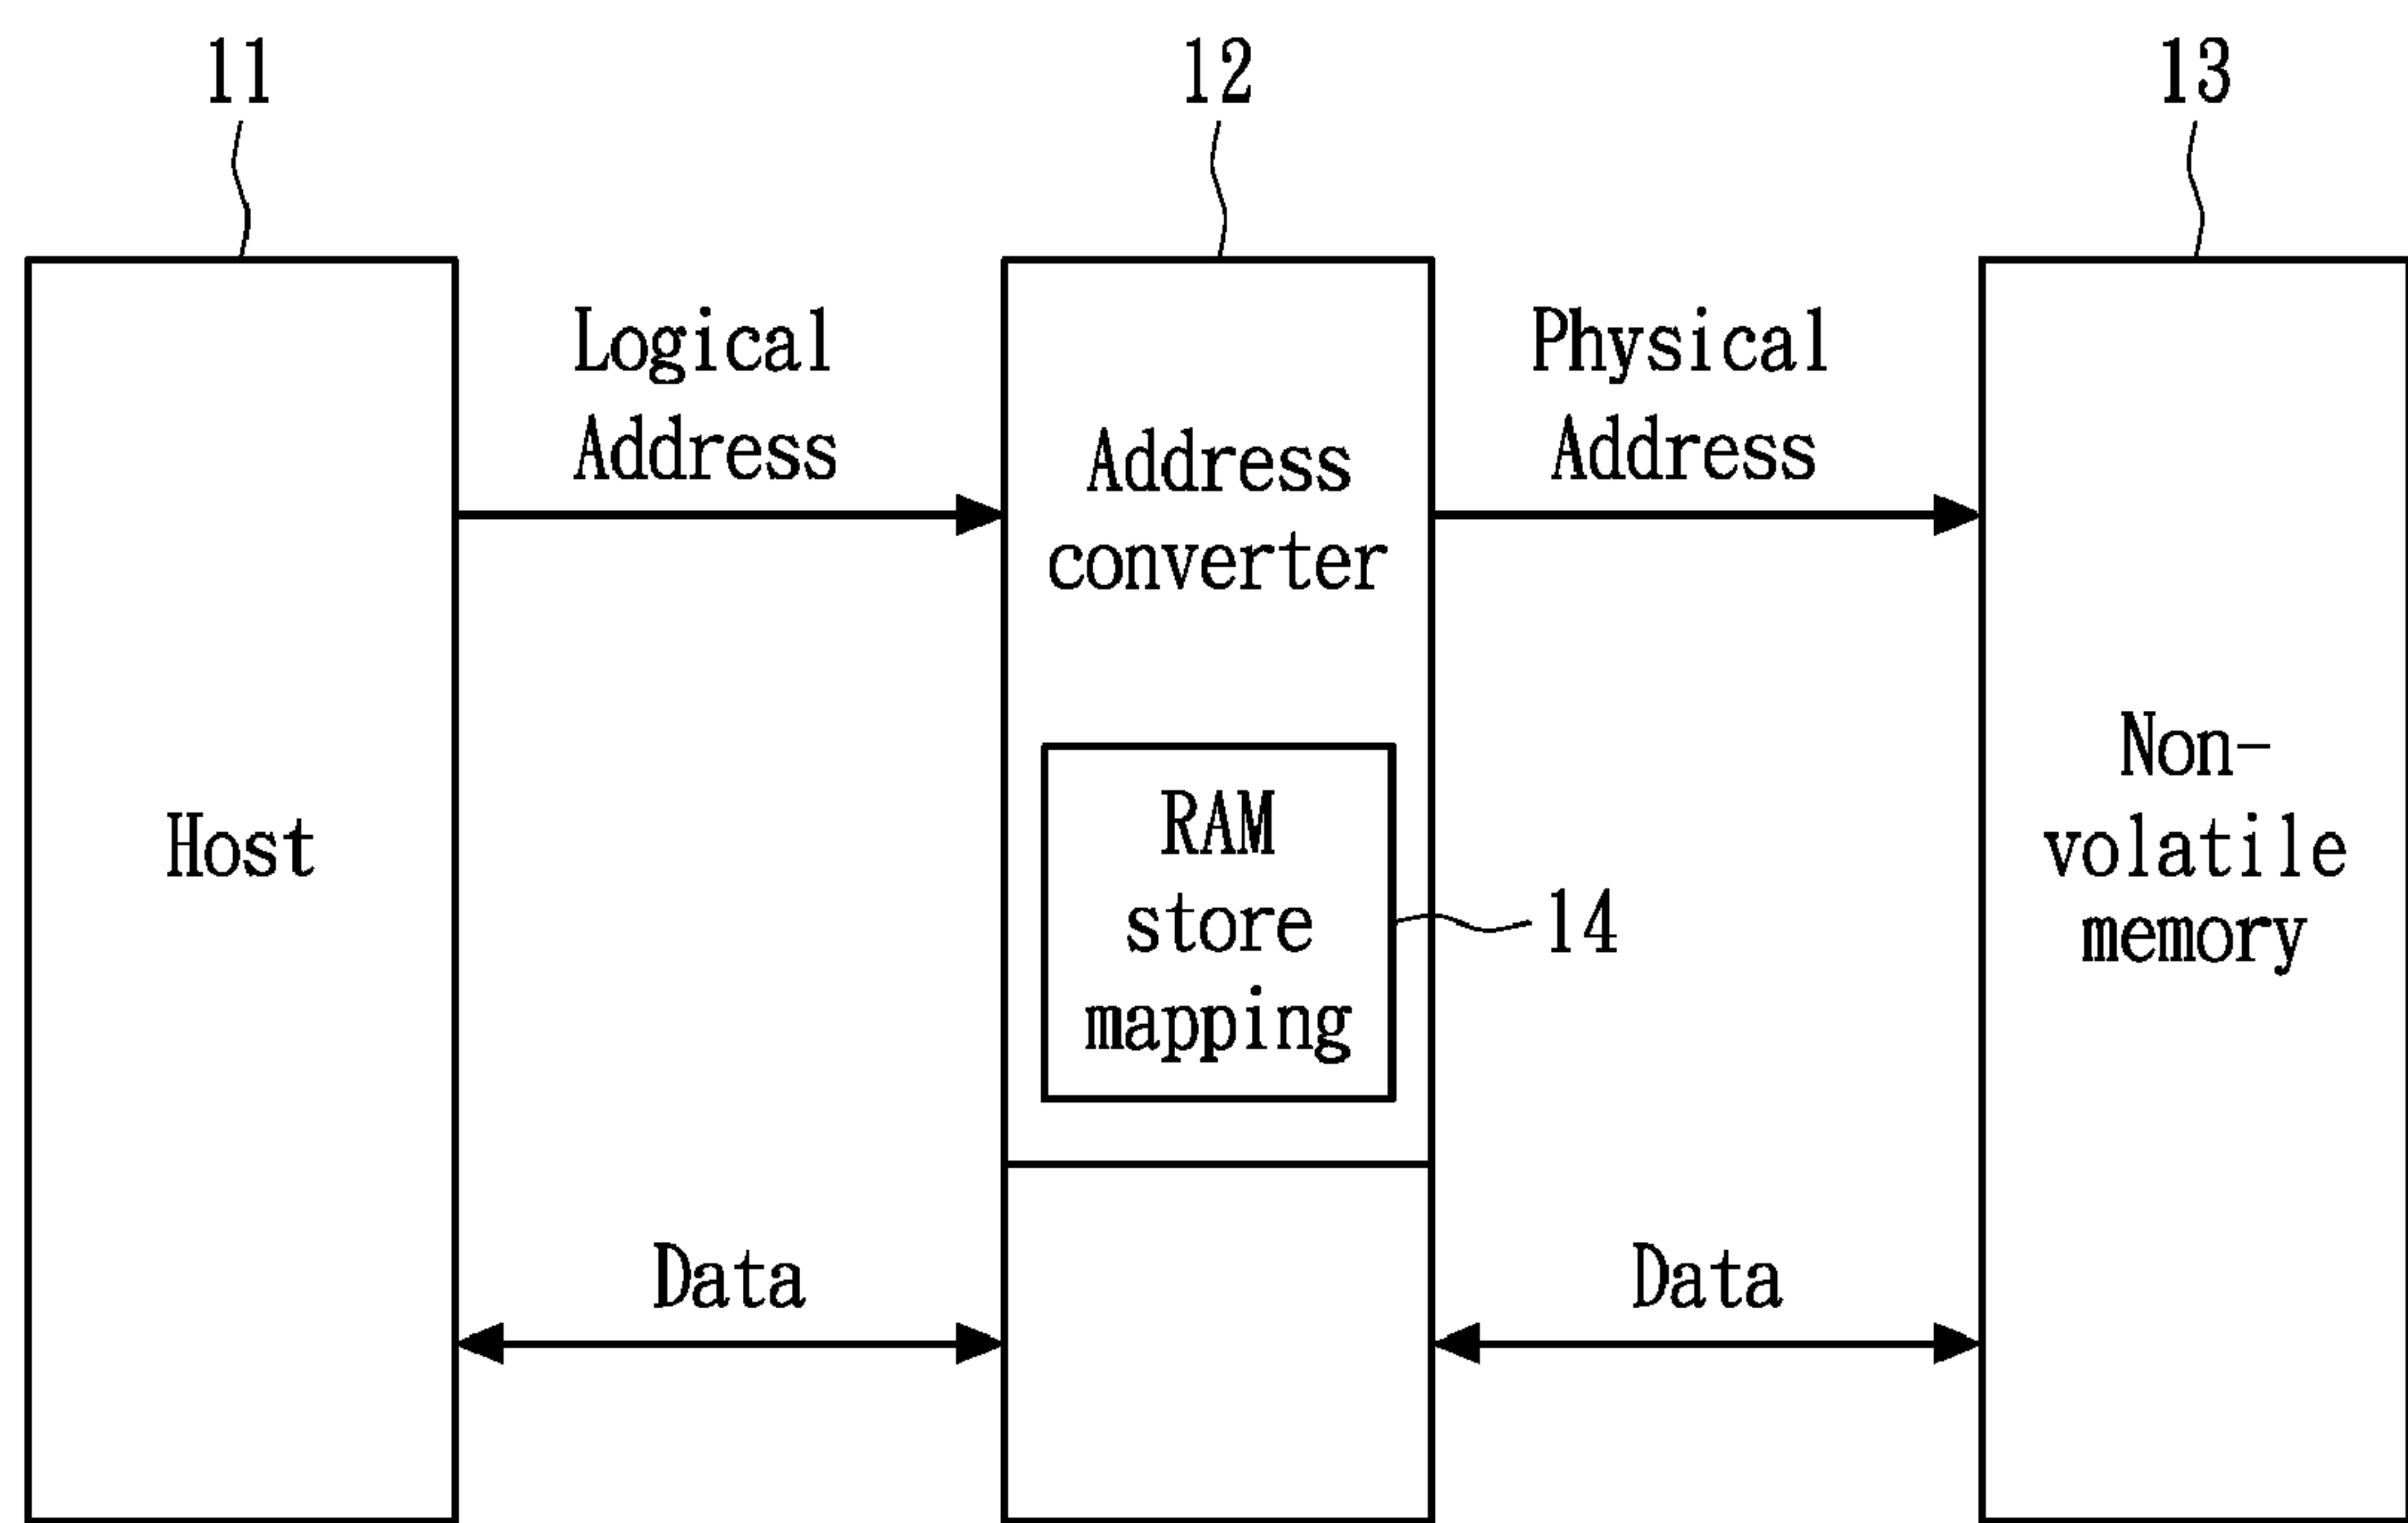 11
12
13
Logical
Address
Physical
Address
Address
converter
Host
RAM
store
mapping
14
Non-
volatile
memory
Data
Data